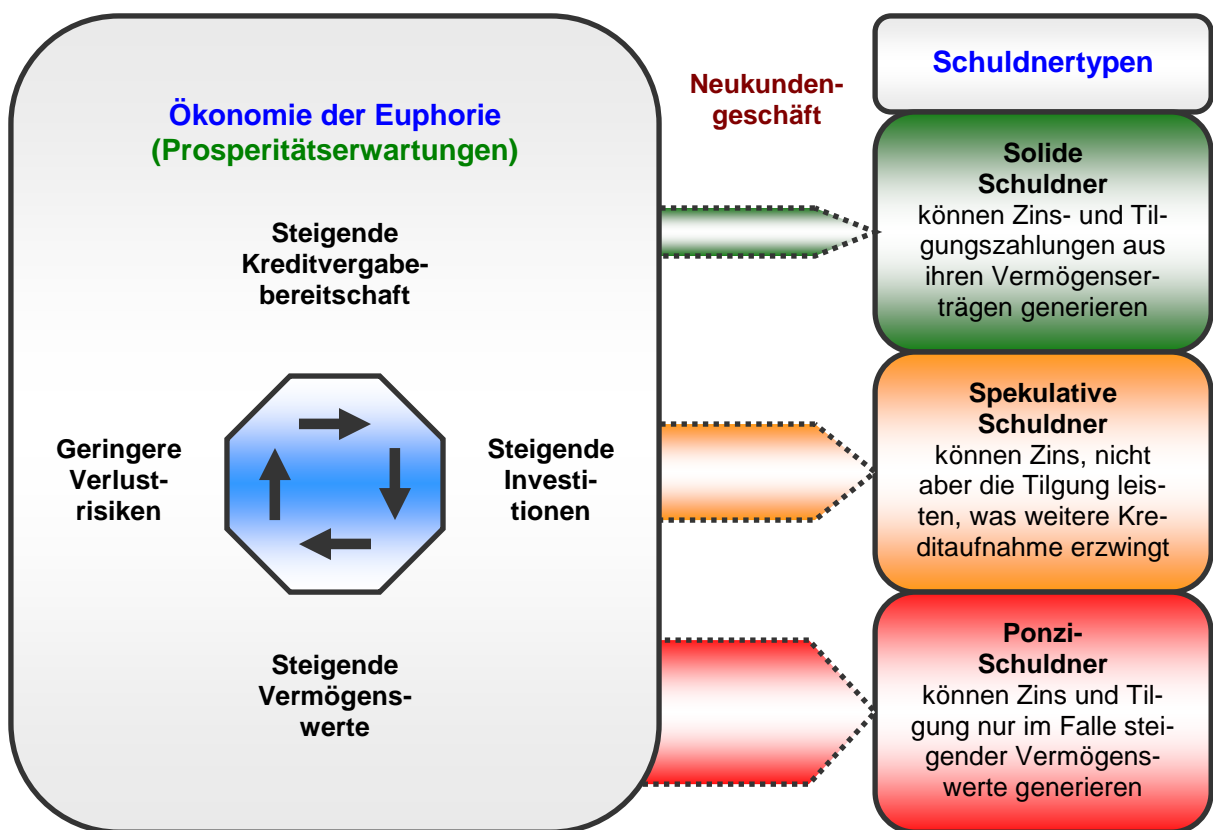 Ökonomie der Euphorie
(Prosperitätserwartungen)
Steigende
Kreditvergabe-
bereitschaft
Geringere
Verlust-
risiken
Steigende
Investi-
tionen
Steigende
Vermögens-
werte
Neukunden-
geschäft
Schuldnertypen
Solide
Schuldner
können Zins- und Til-
gungszahlungen aus
ihren Vermögenser-
trägen generieren
Spekulative
Schuldner
können Zins, nicht
aber die Tilgung leis-
ten, was weitere Kre-
ditaufnahme erzwingt
Ponzi-
Schuldner
können Zins und Til-
gung nur im Falle stei-
gender Vermögens-
werte generieren